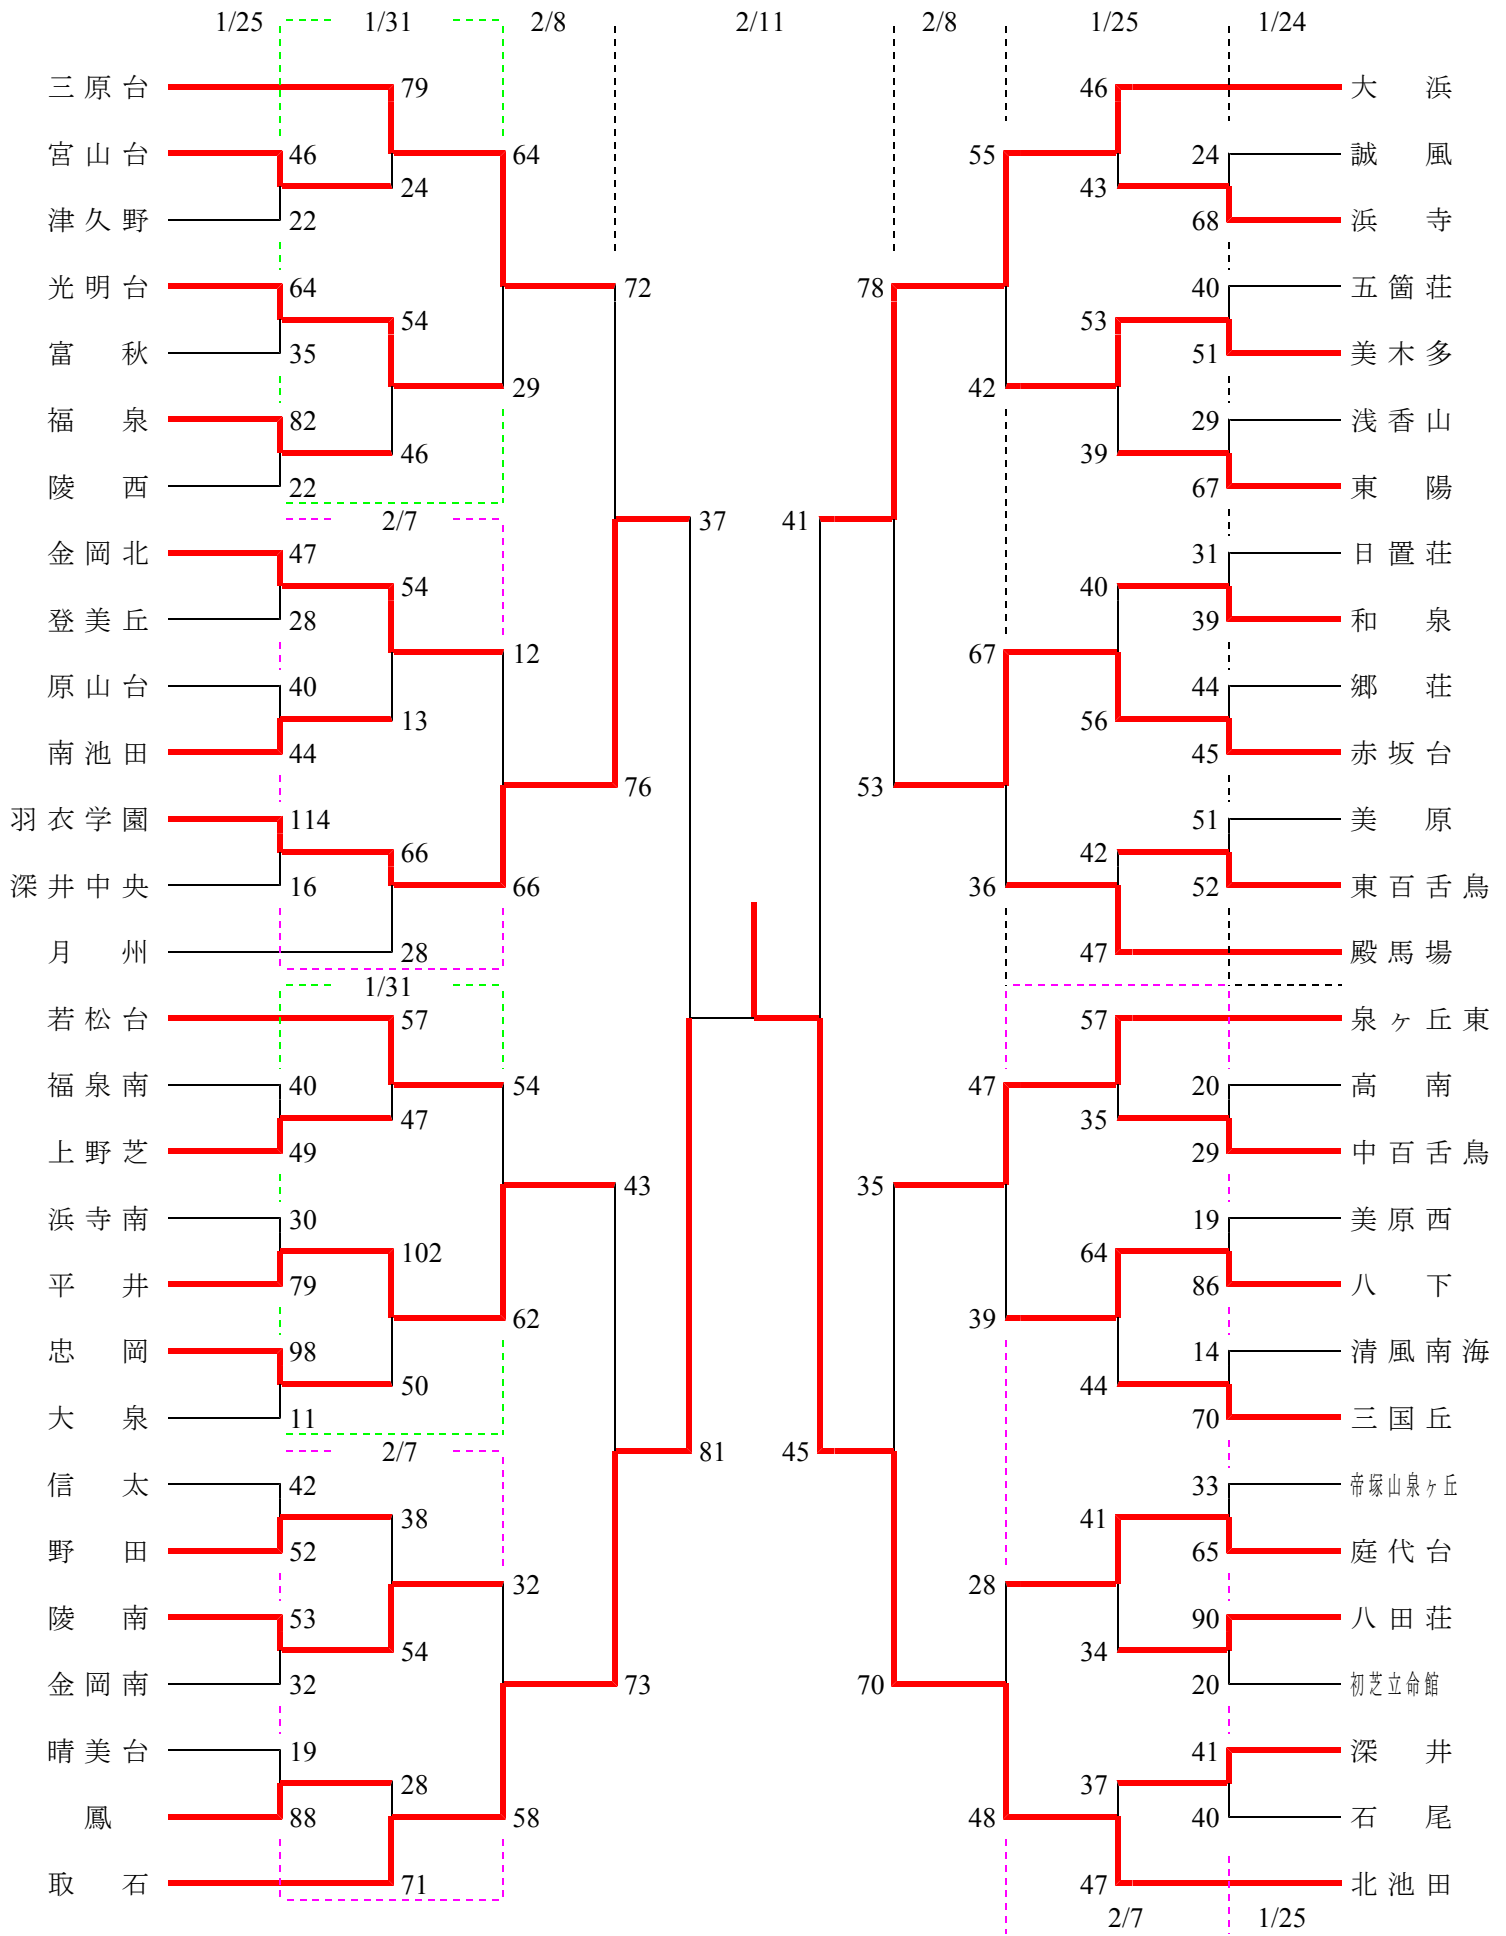 1/25 1/31 2/8 2/11 2/8 1/25 1/24
三原台 79 46 大浜
宮山台 46 64 55 24 誠風
24 43
津久野 22 68 浜寺
光明台 64 72 78 40 五箇荘
54 53
富秋 35 51 美木多
29 42
福泉 82 29 浅香山
46 39
陵西 22 67 東陽
2/7 37 41
金岡北 47 31 日置荘
54 40
登美丘 28 39 和泉
12 67
原山台 40 44 郷荘
13 56
南池田 44 45 赤坂台
76 53
羽衣学園 114 51 美原
66 42
深井中央 16 66 36 52 東百舌鳥
月州 28 47 殿馬場
1/31
若松台 57 57 泉ヶ丘東
福泉南 40 54 47 20 高南
47 35
上野芝 49 29 中百舌鳥
43 35
浜寺南 30 19 美原西
102 64
平井 79 86 八下
62 39
忠岡 98 14 清風南海
50 44
大泉 11 70 三国丘
2/7 81 45
信太 42 33 帝塚山泉ヶ丘
38 41
野田 52 65 庭代台
32 28
陵南 53 90 八田荘
54 34
金岡南 32 73 70 20 初芝立命館
晴美台 19 41 深井
28 37
鳳 88 58 48 40 石尾
取石 71 47 北池田
2/7 1/25